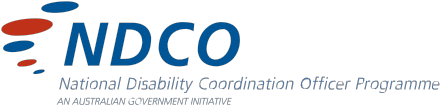 NDCO
National Disability Coordination Officer Programme
AN AUSTRALIAN GOVERNMENT INITIATIVE